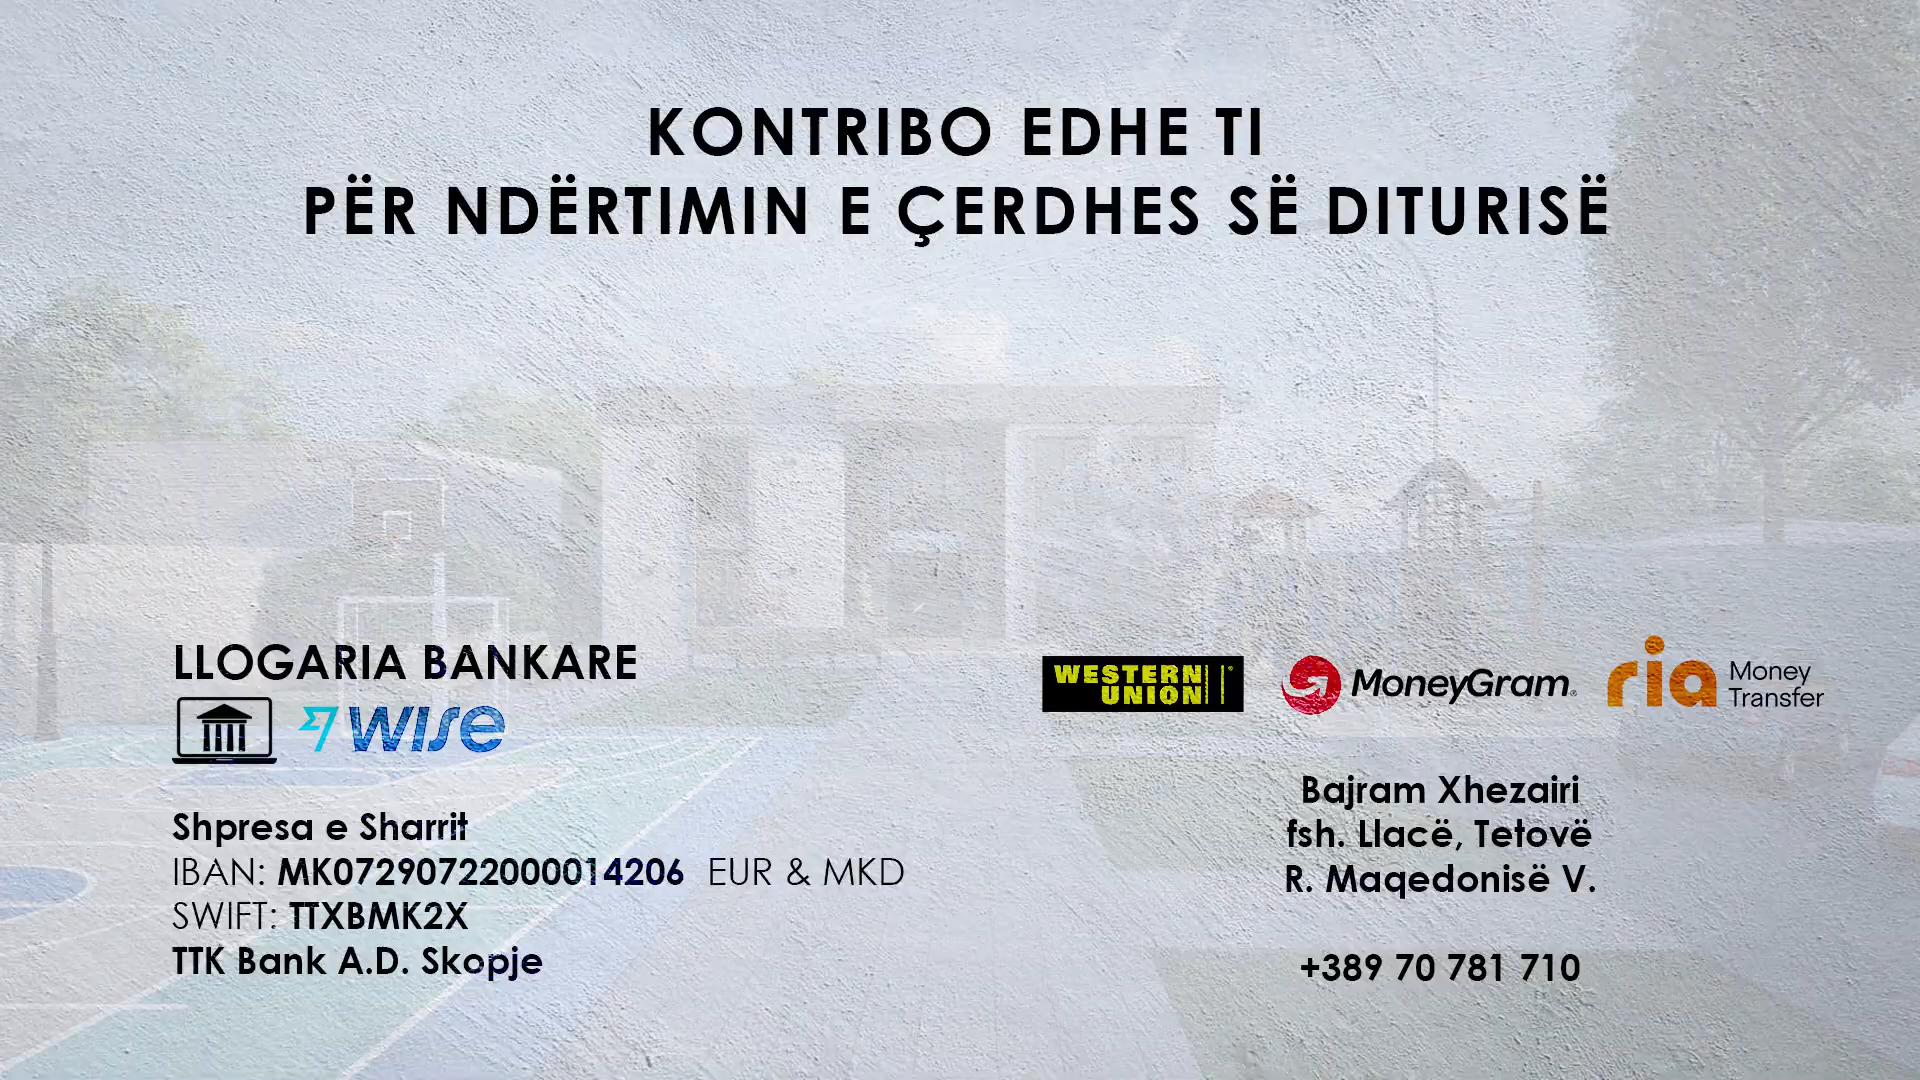 KONTRIBO EDHE TI
PËR NDËRTIMIN E ÇERDHES SË DITURISË
LLOGARIA BANKARE
wise
Shpresa e Sharrit
IBAN: MK07290722000014206 EUR & MKD
SWIFT: TTXBMK2X
TTK Bank A.D. Skopje
WESTERN
UNION
MoneyGram®
ria Money
Transfer
Bajram Xhezairi
fsh. Llacë, Tetovë
R. Maqedonisë V.
+389 70 781 710